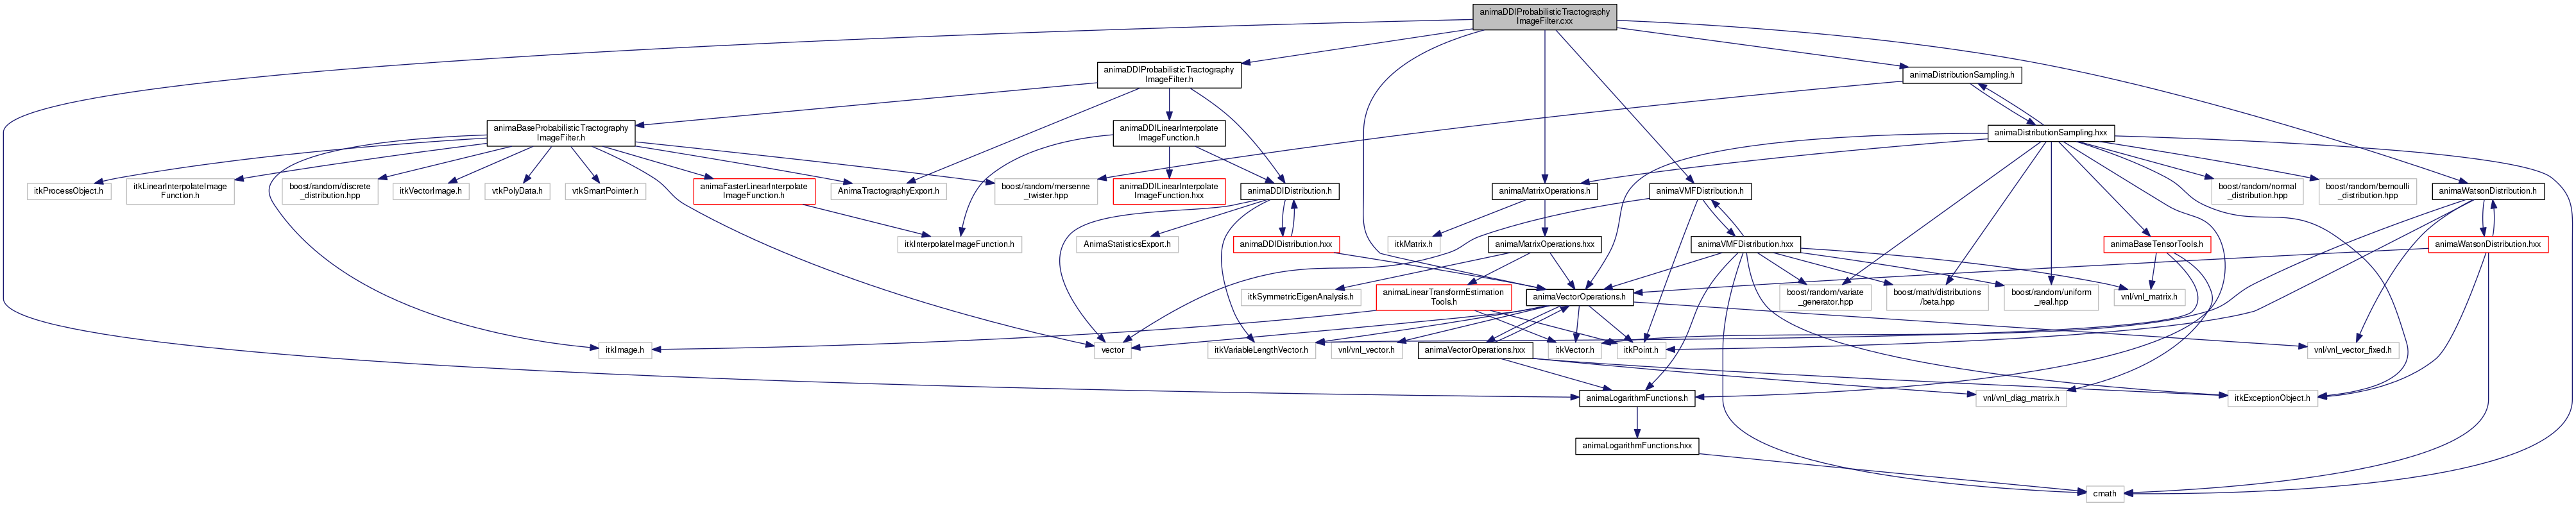 animaDDIProbabilisticTractography
ImageFilter.cxx
animaDDIProbabilisticTractography
ImageFilter.h
animaDistributionSampling.h
animaBaseProbabilisticTractography
ImageFilter.h
animaDDILinearInterpolate
ImageFunction.h
animaDistributionSampling.hxx
itkProcessObject.h
itkLinearInterpolateImage
Function.h
boost/random/discrete
_distribution.hpp
itkVectorImage.h
vtkPolyData.h
vtkSmartPointer.h
animaFasterLinearInterpolate
ImageFunction.h
AnimaTractographyExport.h
boost/random/mersenne
_twister.hpp
animaDDILinearInterpolate
ImageFunction.hxx
animaDDIDistribution.h
animaMatrixOperations.h
animaVMFDistribution.h
boost/random/normal
_distribution.hpp
boost/random/bernoulli
_distribution.hpp
animaWatsonDistribution.h
itkInterpolateImageFunction.h
AnimaStatisticsExport.h
animaDDIDistribution.hxx
itkMatrix.h
animaMatrixOperations.hxx
animaVMFDistribution.hxx
animaBaseTensorTools.h
animaWatsonDistribution.hxx
itkSymmetricEigenAnalysis.h
animaLinearTransformEstimation
Tools.h
animaVectorOperations.h
boost/random/variate
_generator.hpp
boost/math/distributions
/beta.hpp
boost/random/uniform
_real.hpp
vnl/vnl_matrix.h
itkImage.h
vector
itkVariableLengthVector.h
vnl/vnl_vector.h
animaVectorOperations.hxx
itkVector.h
itkPoint.h
vnl/vnl_vector_fixed.h
animaLogarithmFunctions.h
vnl/vnl_diag_matrix.h
itkExceptionObject.h
animaLogarithmFunctions.hxx
cmath